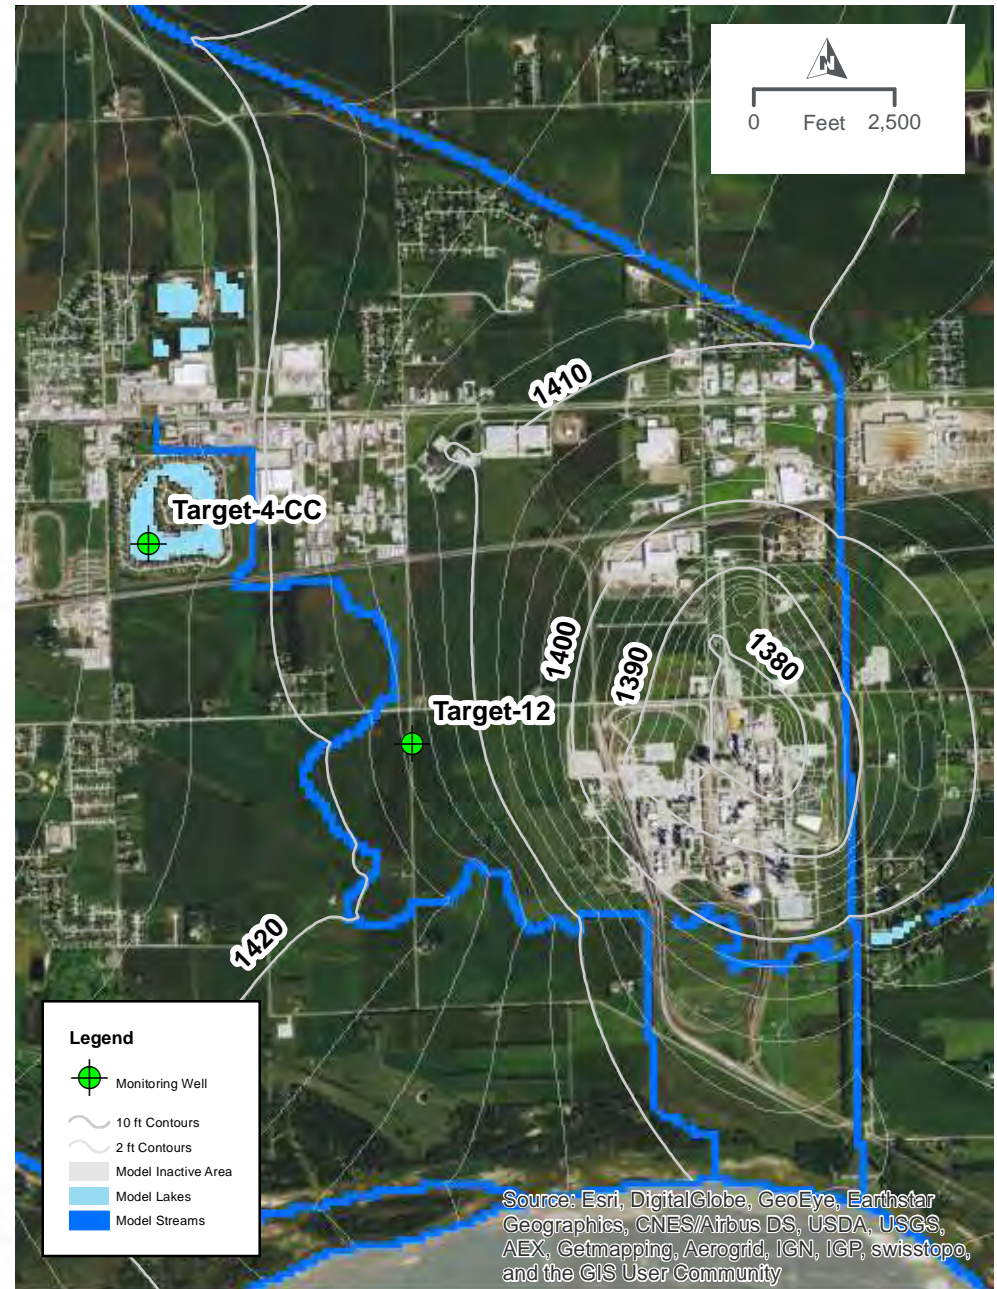 N
0 Feet 2,500
1410
Target-4-CC
1400
1390
1380
Target-12
1420
Legend
Monitoring Well
10 ft Contours
2 ft Contours
Model Inactive Area
Model Lakes
Model Streams
Source: Esri, DigitalGlobe, GeoEye, Earthstar
Geographics, CNES/Airbus DS, USDA, USGS,
AEX, Getmapping, Aerogrid, IGN, IGP, swisstopo,
and the GIS User Community